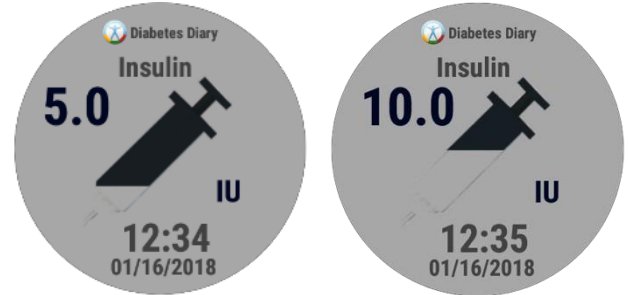 Diabetes Diary
Insulin
5.0
IU
12:34
01/16/2018
Diabetes Diary
Insulin
10.0
IU
12:35
01/16/2018